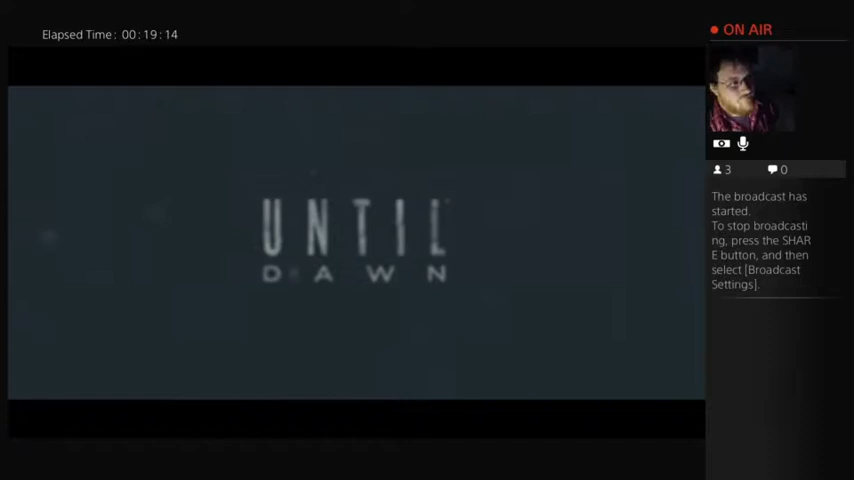 Elapsed Time: 00:19:14
ON AIR
UNTIL
DAWN
3
0
The broadcast has
started.
To stop broadcasti
ng, press the SHAR
E button, and then
select [Broadcast
Settings].